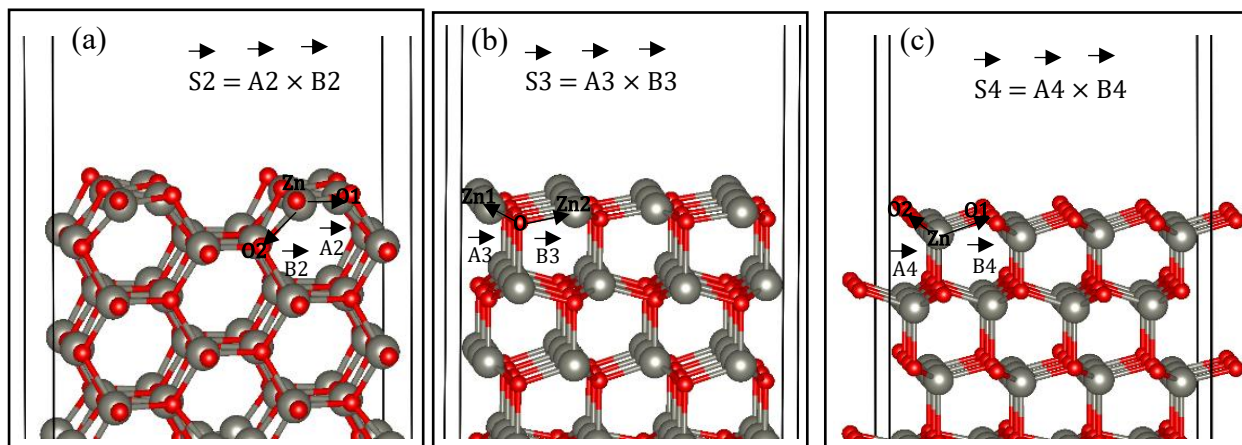 (a)
S2 = A2 × B2
Zn
O1
O2
A2
B2
(b)
S3 = A3 × B3
Zn1
Zn2
O
A3
B3
(c)
S4 = A4 × B4
O2
O1
Zn
A4
B4